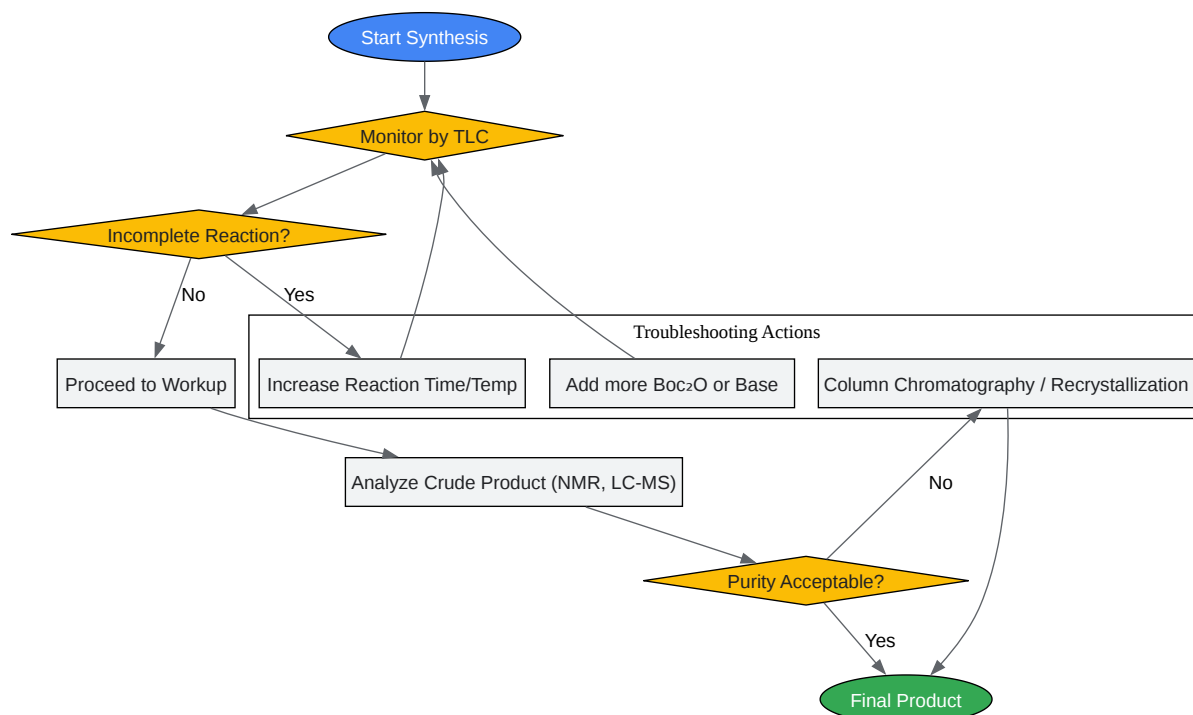 Start Synthesis
Monitor by TLC
Incomplete Reaction?
No
Yes
Troubleshooting Actions
Proceed to Workup
Increase Reaction Time/Temp
Add more Boc₂O or Base
Column Chromatography / Recrystallization
Analyze Crude Product (NMR, LC-MS)
No
Purity Acceptable?
Yes
Final Product